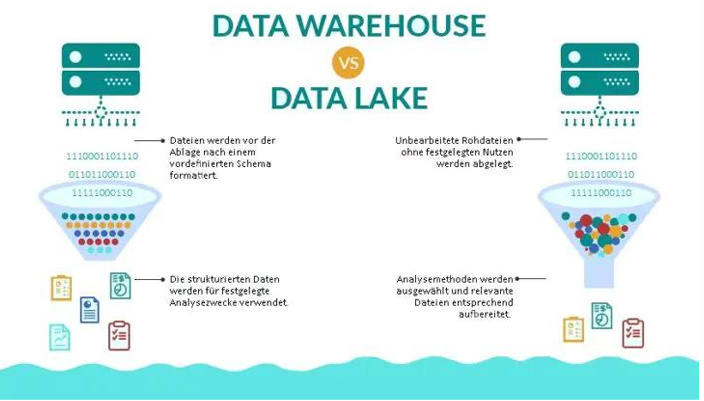 DATA WAREHOUSE
VS
DATA LAKE
1110001101110
011011000110
11111000110
Dateien werden vor der
Ablage nach einem
vordefinierten Schema
formatiert.
Unbearbeitete Rohdateien
ohne festgelegten Nutzen
werden abgelegt.
1110001101110
011011000110
11111000110
Die strukturierten Daten
werden für festgelegte
Analysezwecke verwendet.
Analysemethoden werden
ausgewählt und relevante
Dateien entsprechend
aufbereitet.